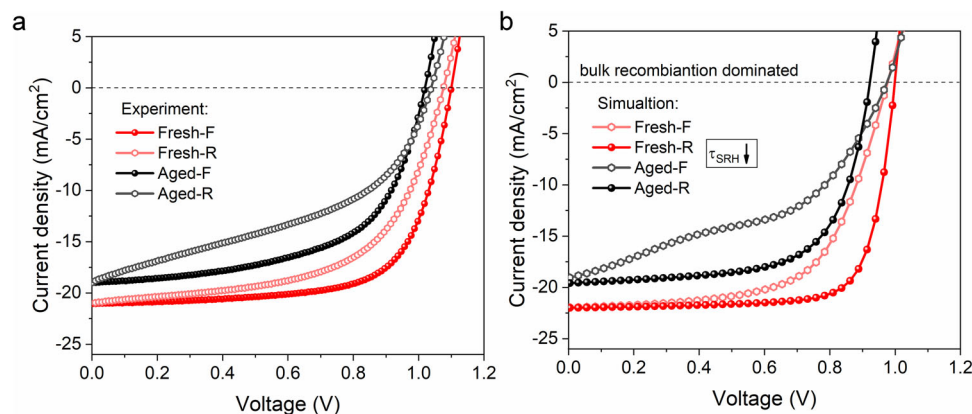 a
Current density (mA/cm²)
5
0
-5
-10
-15
-20
-25
Experiment:
Fresh-F
Fresh-R
Aged-F
Aged-R
0.0 0.2 0.4 0.6 0.8 1.0 1.2
Voltage (V)
b
Current density (mA/cm²)
5
0
-5
-10
-15
-20
-25
bulk recombiantion dominated
Simualtion:
Fresh-F
Fresh-R
Aged-F
Aged-R
τSRH ↓
0.0 0.2 0.4 0.6 0.8 1.0 1.2
Voltage (V)